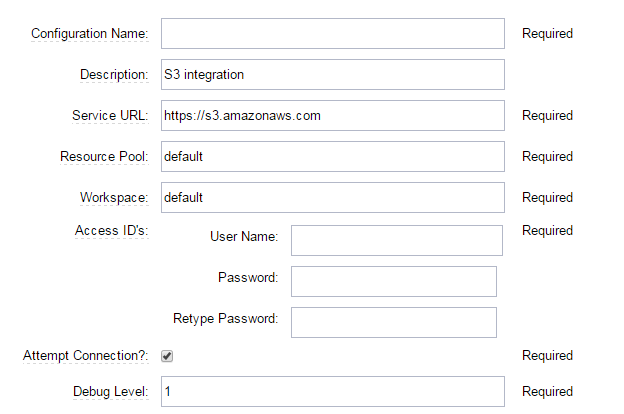 Configuration Name: Required
Description: S3 integration
Service URL: https://s3.amazonaws.com Required
Resource Pool: default Required
Workspace: default Required
Access ID's: User Name: Required
Password:
Retype Password:
Attempt Connection?: Required
Debug Level: 1 Required